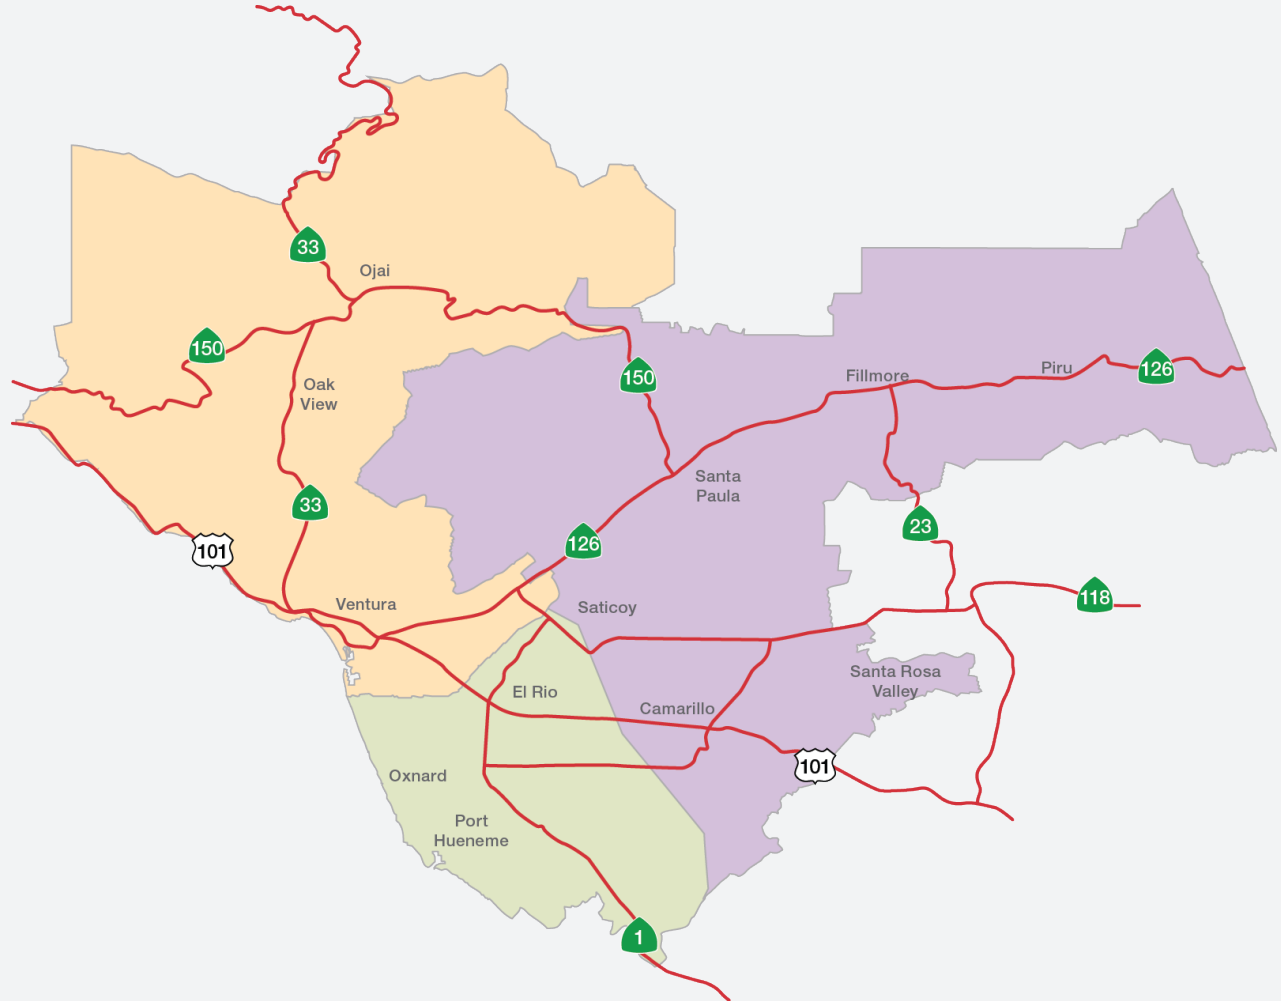 33
Ojai
150
Oak
View
150
Fillmore
Piru
126
Santa
Paula
33
126
23
101
118
Ventura
Saticoy
Santa Rosa
Valley
El Rio
Camarillo
101
Oxnard
Port
Hueneme
1